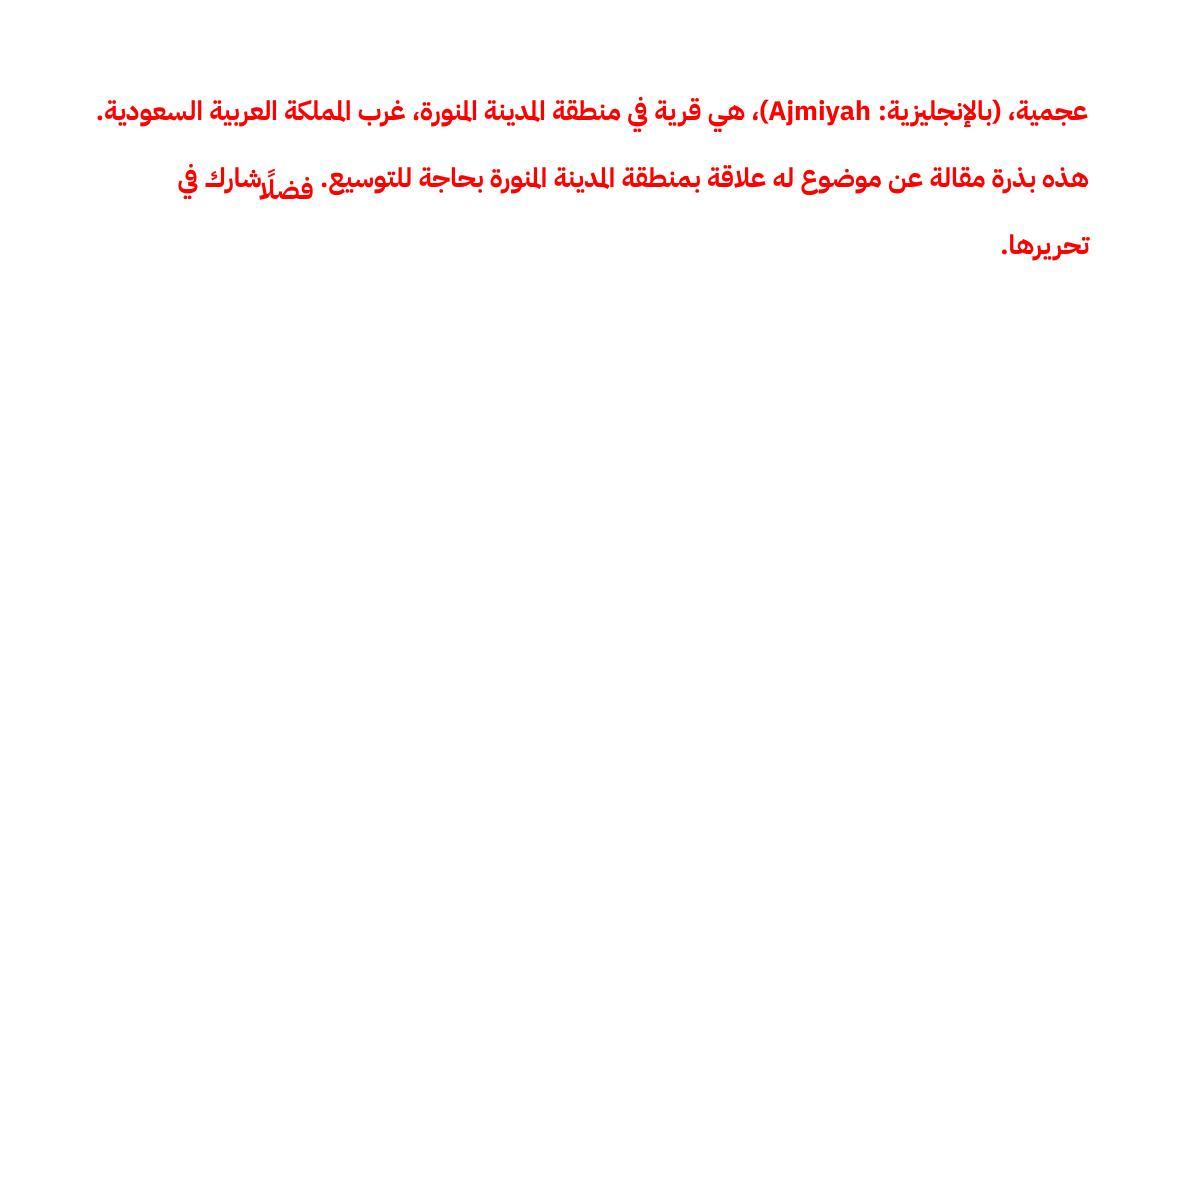 عجمية، (بالإنجليزية: Ajmiyah)، هي قرية في منطقة المدينة المنورة، غرب المملكة العربية السعودية.
هذه بذرة مقالة عن موضوع له علاقة بمنطقة المدينة المنورة بحاجة للتوسيع. فضلًا شارك في
تحريرها.